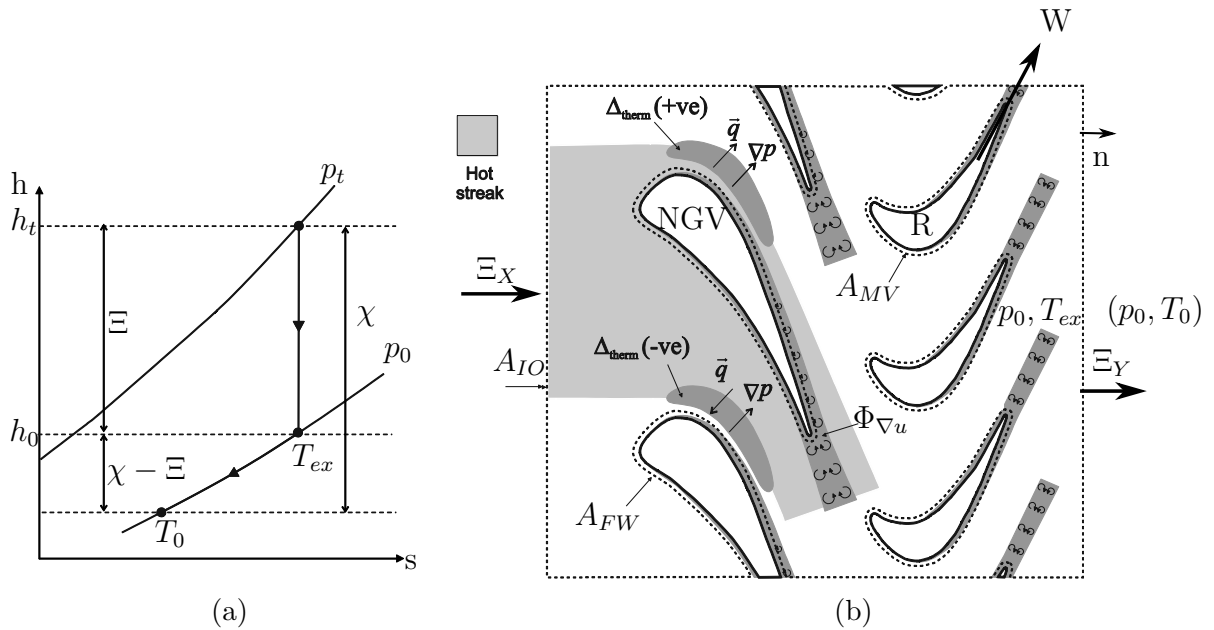 h
h_t
p_t
Ξ
χ
p_0
h_0
χ − Ξ
T_ex
T_0
s
(a)
Hot
streak
Δ_therm(+ve)
q⃗
∇p
NGV
W
n
R
A_MV
Ξ_X
A_IO
Δ_therm(-ve)
q⃗
∇p
p_0, T_ex
(p_0, T_0)
Ξ_Y
Φ_∇u
A_FW
(b)